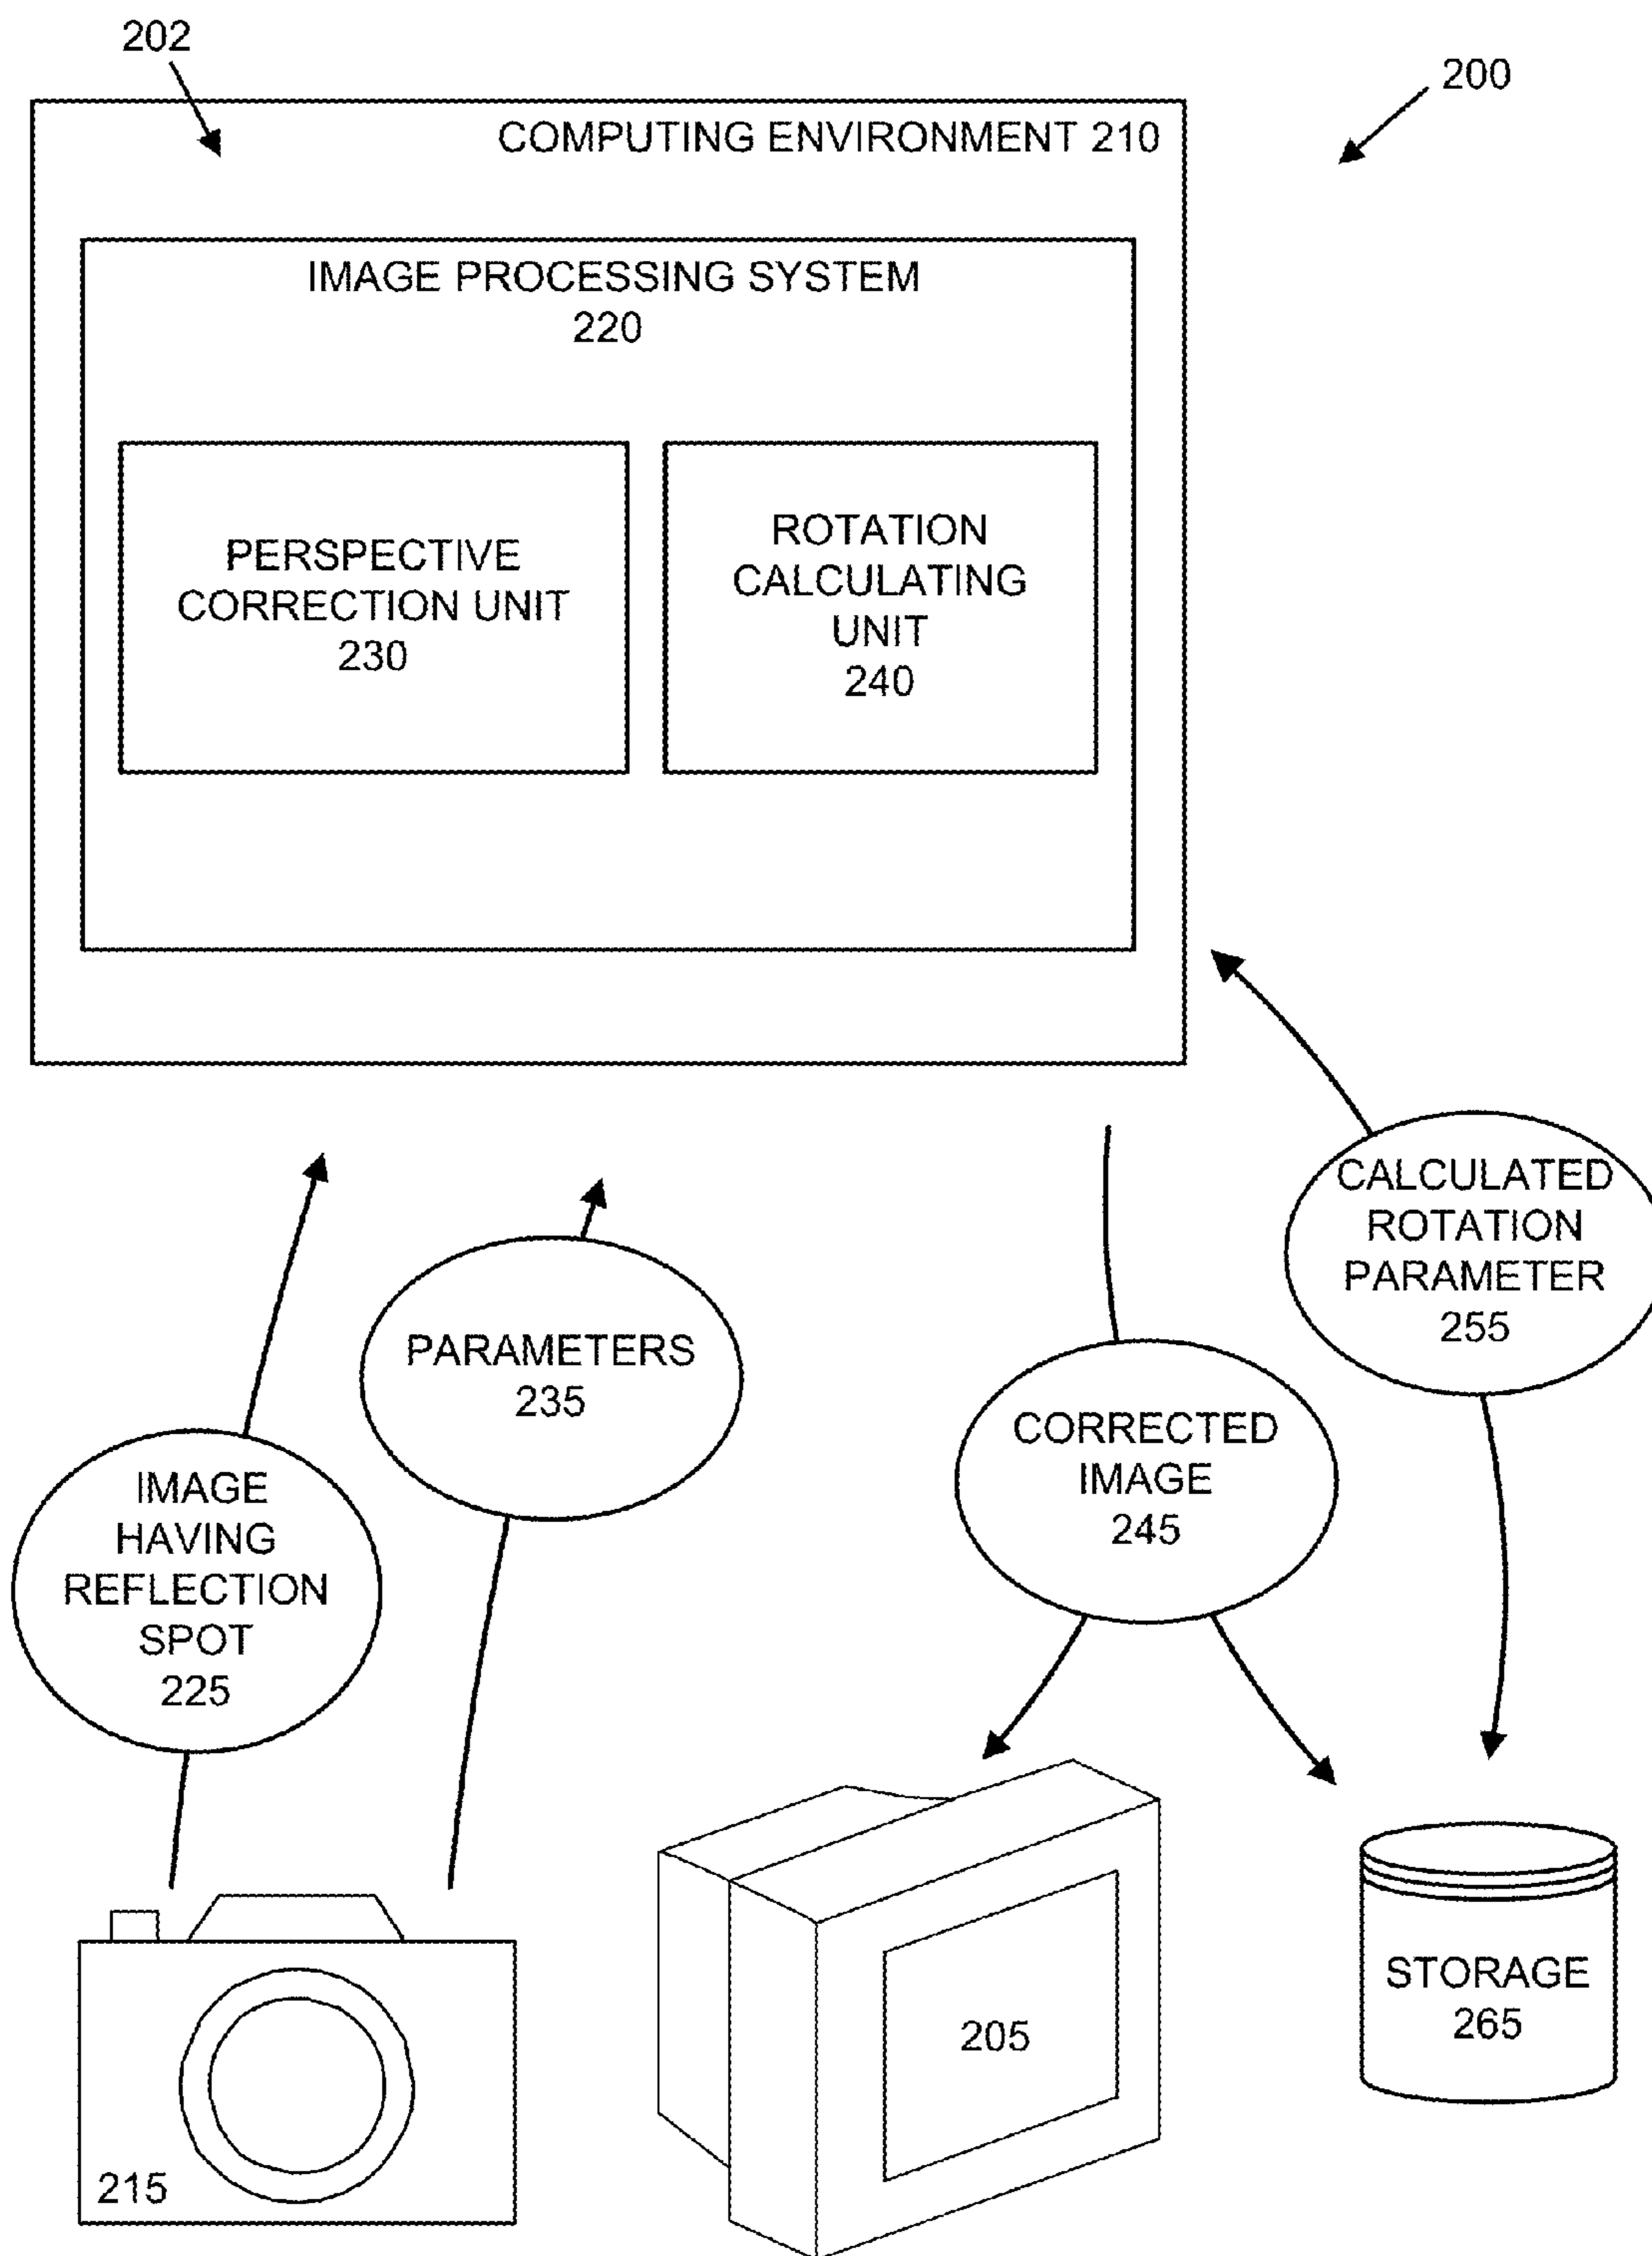 202
200
COMPUTING ENVIRONMENT 210
IMAGE PROCESSING SYSTEM
220
PERSPECTIVE
CORRECTION UNIT
230
ROTATION
CALCULATING
UNIT
240
CALCULATED
ROTATION
PARAMETER
255
PARAMETERS
235
CORRECTED
IMAGE
245
IMAGE
HAVING
REFLECTION
SPOT
225
215
205
STORAGE
265